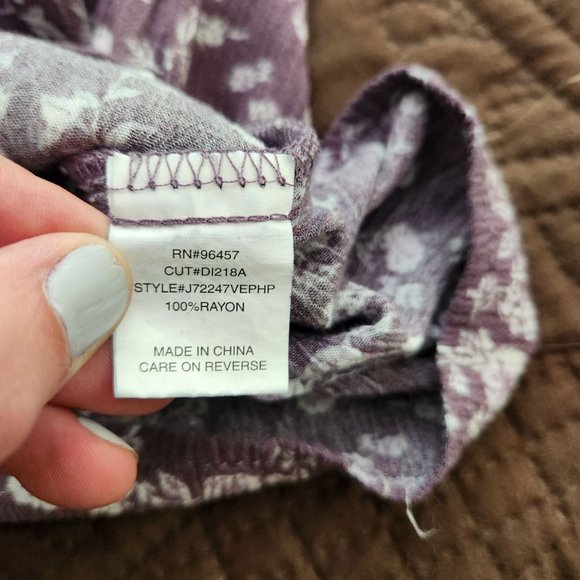 RN#96457
CUT#DI218A
STYLE#J72247VEPHP
100%RAYON
MADE IN CHINA
CARE ON REVERSE